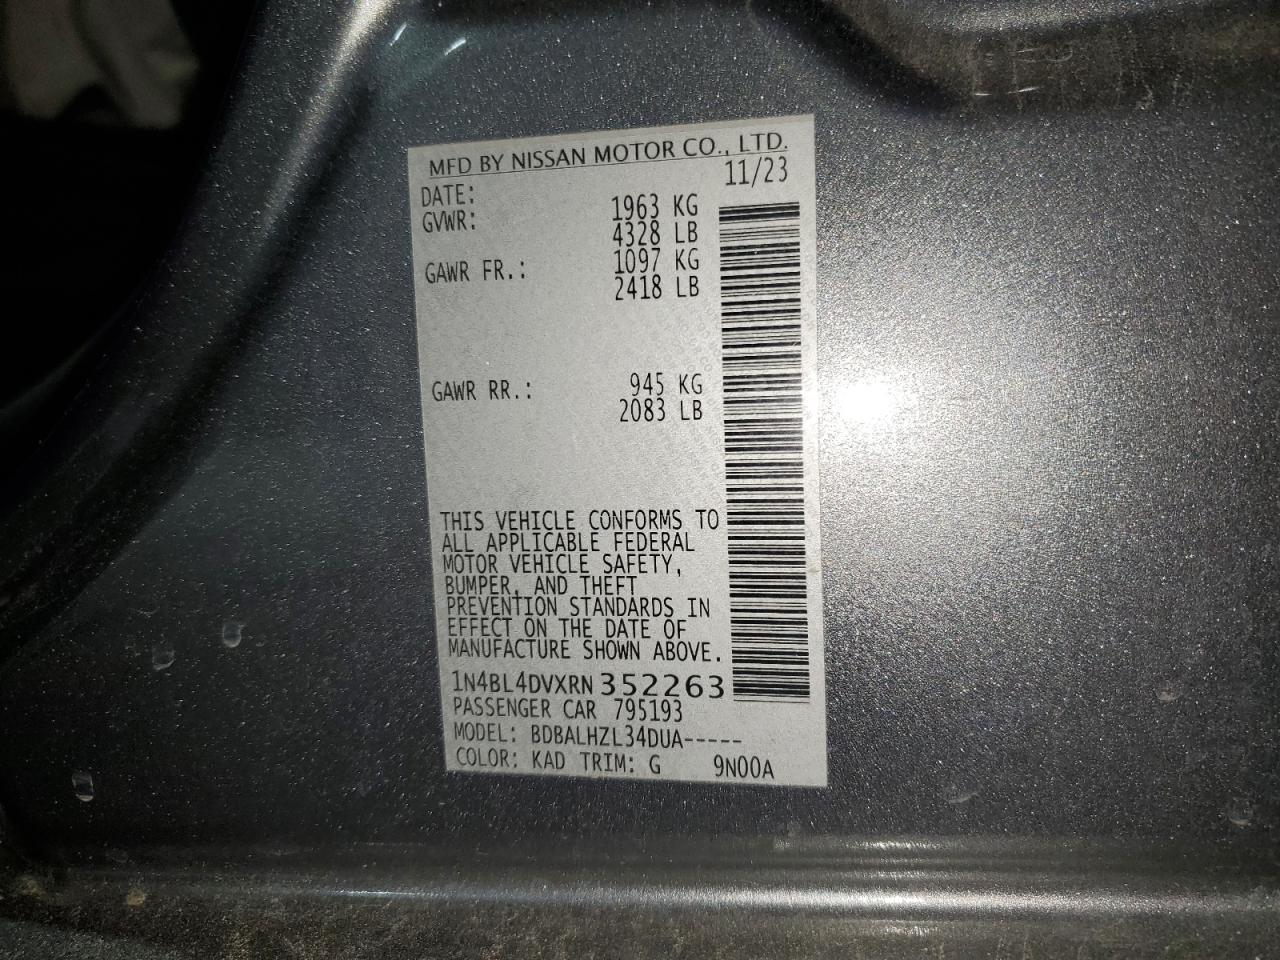 MFD BY NISSAN MOTOR CO., LTD.
DATE: 11/23
GVWR: 1963 KG
4328 LB
GAWR FR.: 1097 KG
2418 LB
GAWR RR.: 945 KG
2083 LB
THIS VEHICLE CONFORMS TO
ALL APPLICABLE FEDERAL
MOTOR VEHICLE SAFETY,
BUMPER, AND THEFT
PREVENTION STANDARDS IN
EFFECT ON THE DATE OF
MANUFACTURE SHOWN ABOVE.
1N4BL4DVXRN352263
PASSENGER CAR 795193
MODEL: BDBALHZL34DUA-----
COLOR: KAD TRIM: G 9N00A